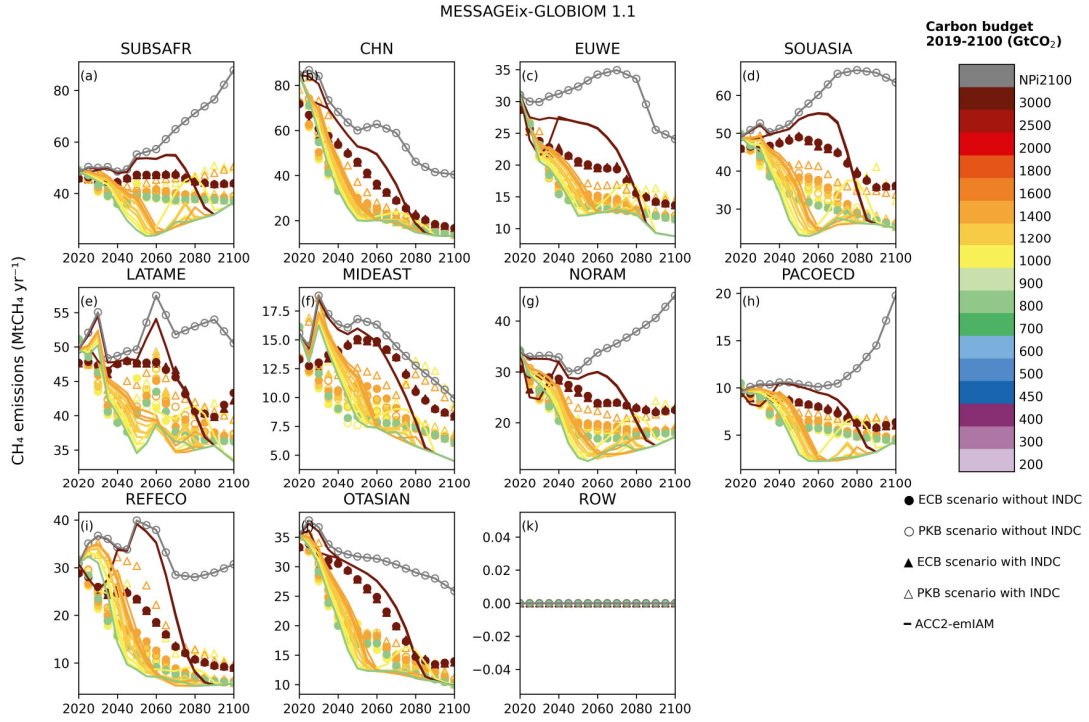 MESSAGEix-GLOBIOM 1.1
CH₄ emissions (MtCH₄ yr⁻¹)
SUBSAFR
(a)
80
60
40
2020 2040 2060 2080 2100
CHN
(b)
80
60
40
20
2020 2040 2060 2080 2100
EUWE
(c)
35
30
25
20
15
10
2020 2040 2060 2080 2100
SOUASIA
(d)
60
50
40
30
2020 2040 2060 2080 2100
LATAME
(e)
55
50
45
40
35
2020 2040 2060 2080 2100
MIDEAST
(f)
17.5
15.0
12.5
10.0
7.5
5.0
2020 2040 2060 2080 2100
NORAM
(g)
40
30
20
2020 2040 2060 2080 2100
PACOECD
(h)
20
15
10
5
2020 2040 2060 2080 2100
REFECO
(i)
40
30
20
10
2020 2040 2060 2080 2100
OTASIAN
35
30
25
20
15
10
2020 2040 2060 2080 2100
ROW
(k)
0.04
0.02
0.00
−0.02
−0.04
2020 2040 2060 2080 2100
Carbon budget
2019-2100 (GtCO₂)
NPi2100
3000
2500
2000
1800
1600
1400
1200
1000
900
800
700
600
450
400
300
200
ECB scenario without INDC
PKB scenario without INDC
ECB scenario with INDC
PKB scenario with INDC
ACC2-emIAM